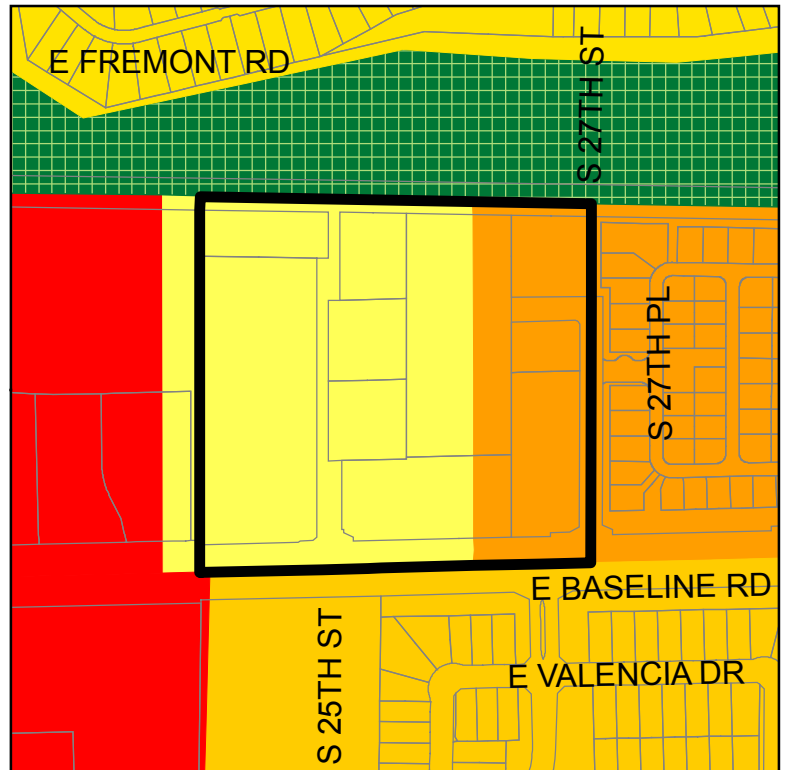 E FREMONT RD
S 27TH ST
S 27TH PL
E BASELINE RD
S 25TH ST
E VALENCIA DR